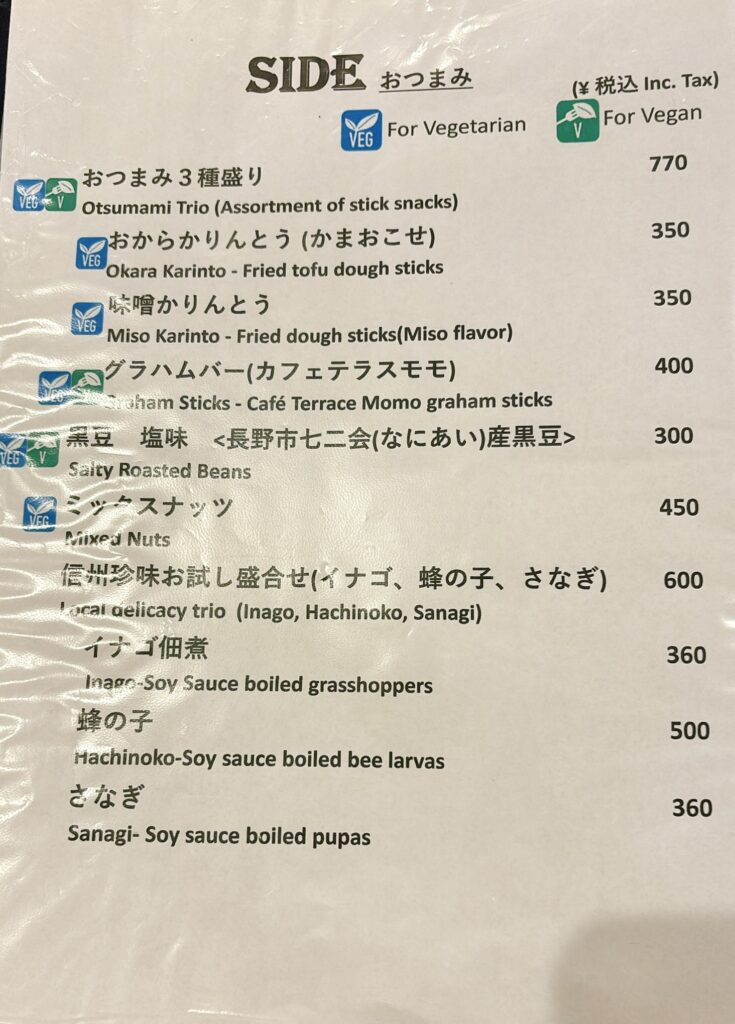 SIDE おつまみ
(¥ 税込 Inc. Tax)
VEG For Vegetarian V For Vegan
VEG V おつまみ３種盛り 770
Otsumami Trio (Assortment of stick snacks)
VEG おからかりんとう (かまおこせ) 350
Okara Karinto - Fried tofu dough sticks
VEG 味噌かりんとう 350
Miso Karinto - Fried dough sticks(Miso flavor)
VEG グラハムバー(カフェテラスモモ) 400
Graham Sticks - Café Terrace Momo graham sticks
VEG V 黒豆 塩味 <長野市七二会(なにあい)産黒豆> 300
Salty Roasted Beans
VEG ミックスナッツ 450
Mixed Nuts
信州珍味お試し盛合せ(イナゴ、蜂の子、さなぎ) 600
Local delicacy trio (Inago, Hachinoko, Sanagi)
イナゴ佃煮 360
Inago-Soy Sauce boiled grasshoppers
蜂の子 500
Hachinoko-Soy sauce boiled bee larvas
さなぎ 360
Sanagi- Soy sauce boiled pupas